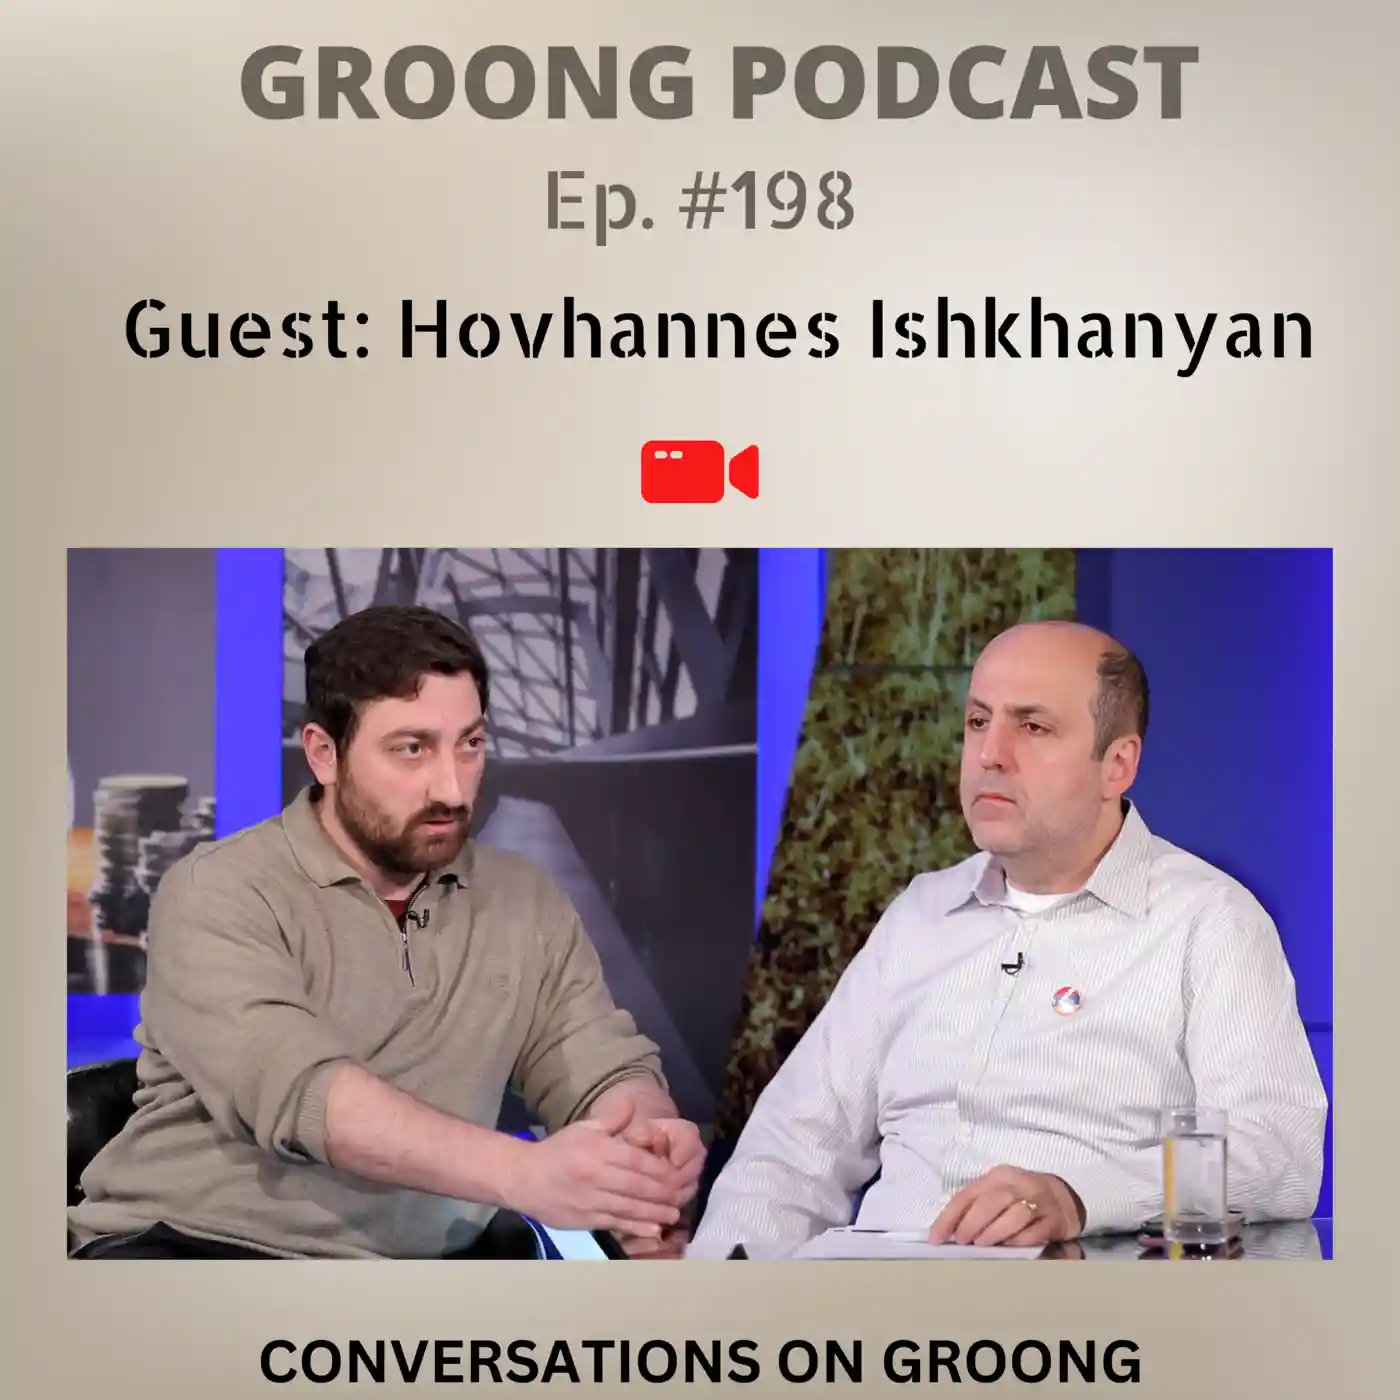 GROONG PODCAST
Ep. #198
Guest: Hovhannes Ishkhanyan
CONVERSATIONS ON GROONG